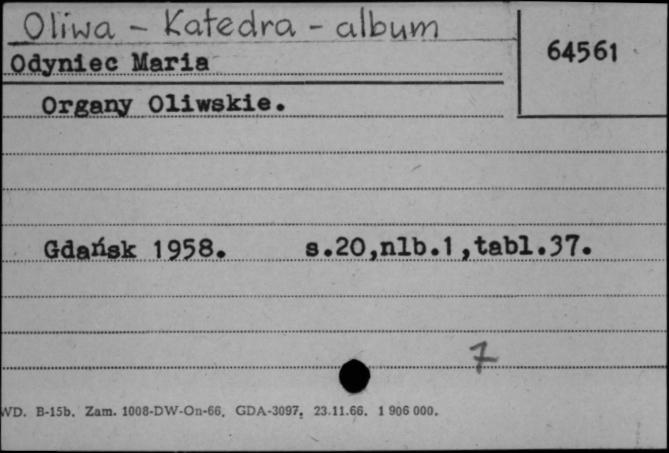 Oliwa - Katedra - album
64561
Odyniec Maria
Organy Oliwskie.
Gdańsk 1958. s.20,nlb.1,tabl.37.
7
WD. B-15b. Zam. 1008-DW-On-66. GDA-3097, 23.11.66. 1 906 000.